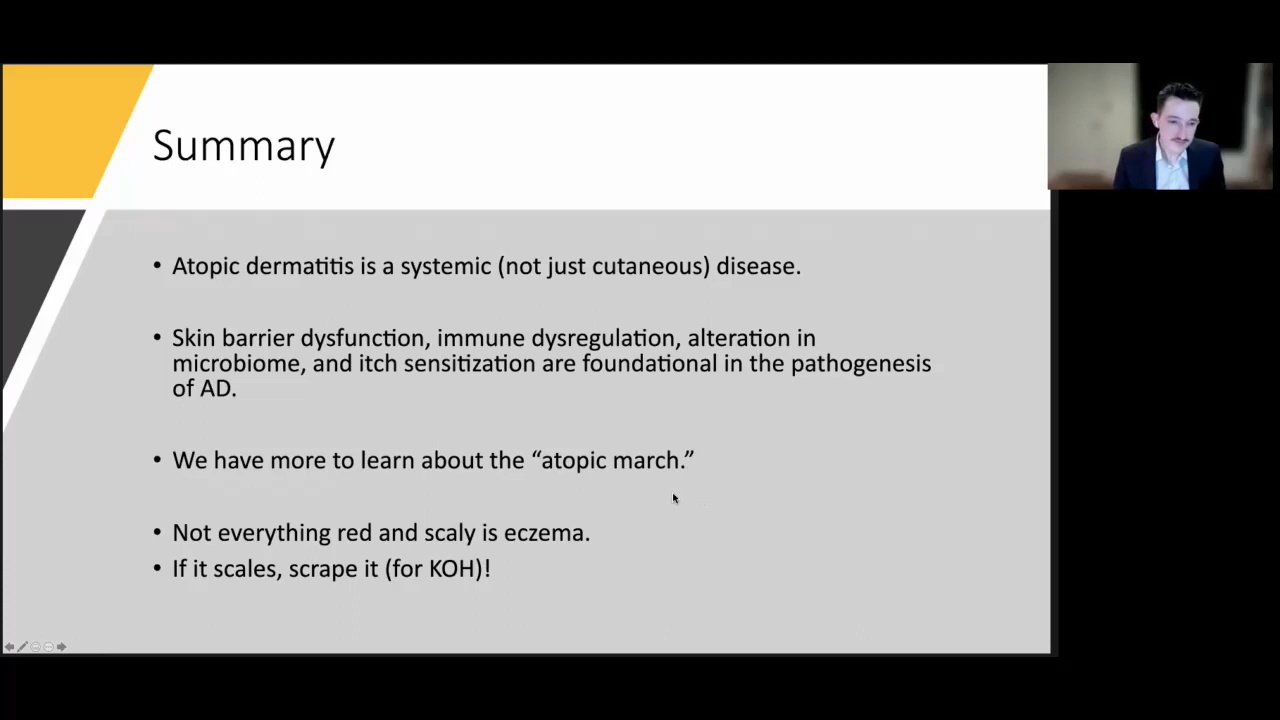 Summary
• Atopic dermatitis is a systemic (not just cutaneous) disease.
• Skin barrier dysfunction, immune dysregulation, alteration in
microbiome, and itch sensitization are foundational in the pathogenesis
of AD.
• We have more to learn about the “atopic march.”
• Not everything red and scaly is eczema.
• If it scales, scrape it (for KOH)!